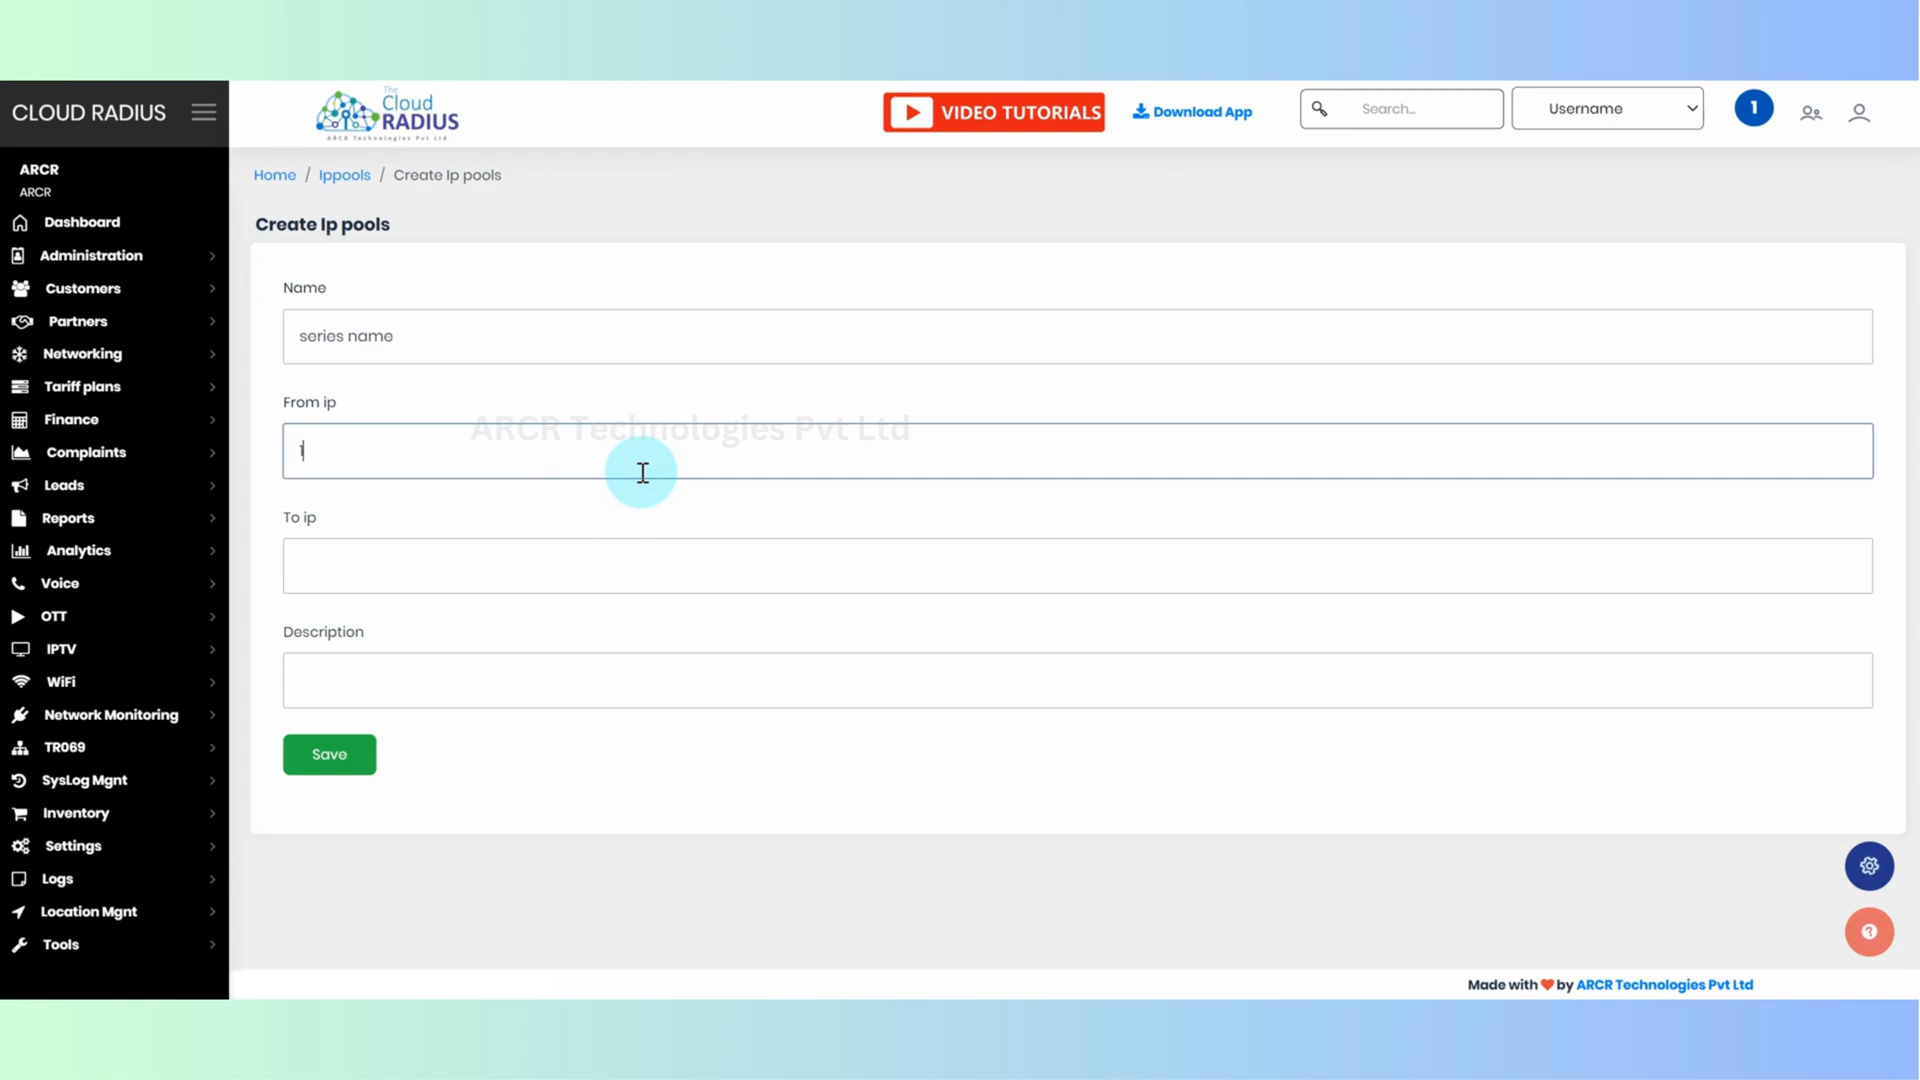 CLOUD RADIUS
The
Cloud
RADIUS
ARCR Technologies Pvt Ltd
VIDEO TUTORIALS
Download App
Search...
Username
1
ARCR
ARCR
Dashboard
Administration
Customers
Partners
Networking
Tariff plans
Finance
Complaints
Leads
Reports
Analytics
Voice
OTT
IPTV
WiFi
Network Monitoring
TR069
SysLog Mgnt
Inventory
Settings
Logs
Location Mgnt
Tools
Home / Ippools / Create Ip pools
Create Ip pools
Name
series name
From ip
ARCR Technologies Pvt Ltd
1
To ip
Description
Save
Made with ❤ by ARCR Technologies Pvt Ltd